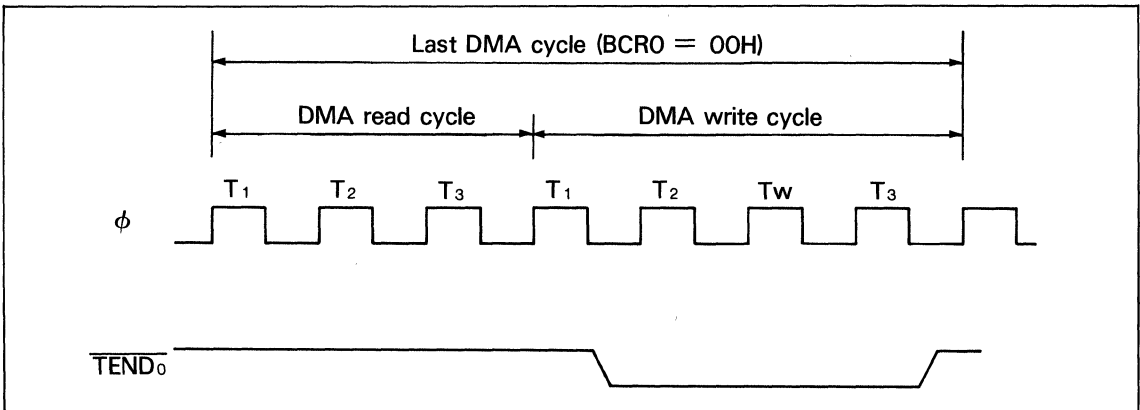 Last DMA cycle (BCR0 = 00H)
DMA read cycle DMA write cycle
T1 T2 T3 T1 T2 TW T3
ϕ
TEND0